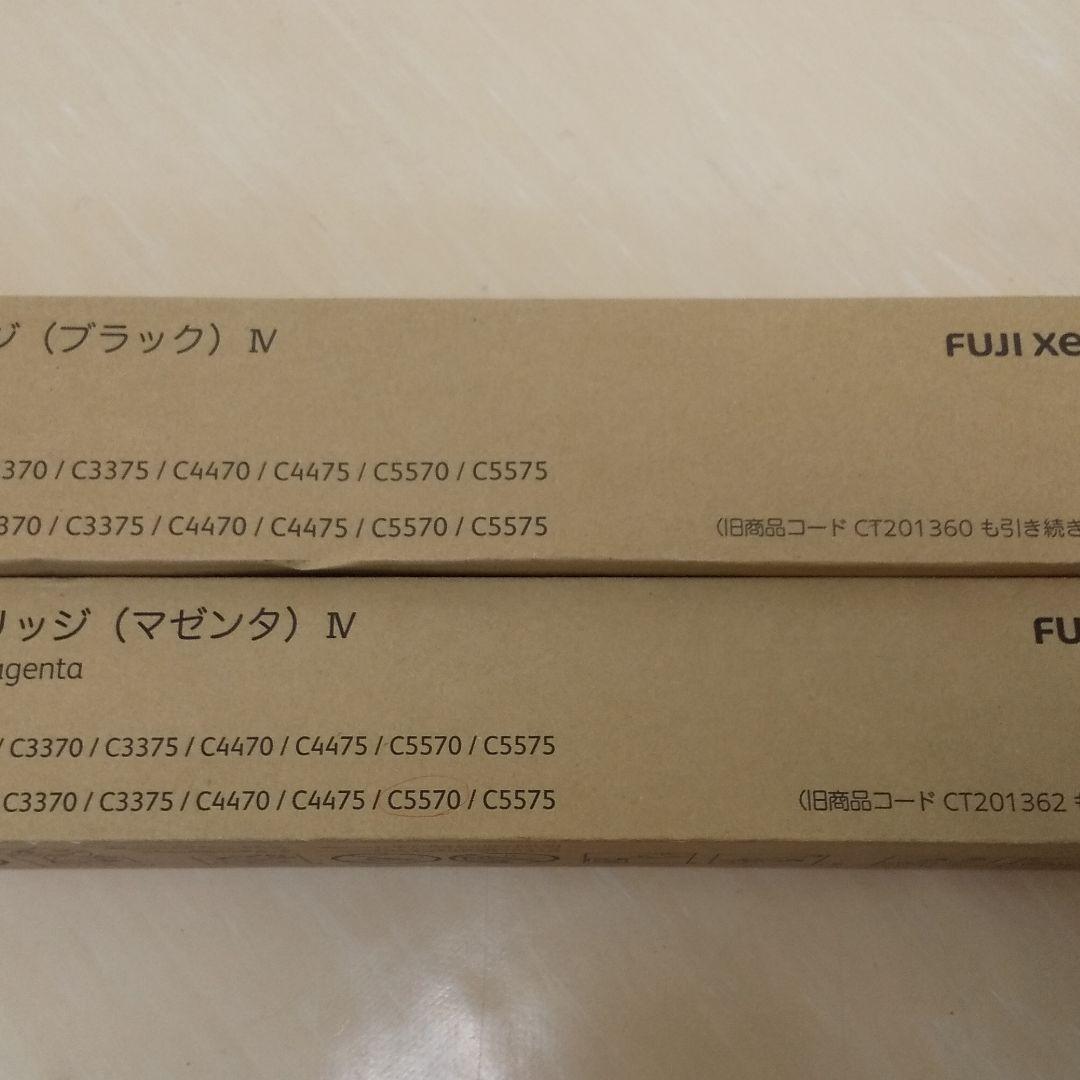 ジ（ブラック）Ⅳ
FUJI Xe
370 / C3375 / C4470 / C4475 / C5570 / C5575
370 / C3375 / C4470 / C4475 / C5570 / C5575
（旧商品コード CT201360 も引き続き
リッジ（マゼンタ）Ⅳ
FU
agenta
/ C3370 / C3375 / C4470 / C4475 / C5570 / C5575
C3370 / C3375 / C4470 / C4475 / C5570 / C5575
（旧商品コード CT201362 も